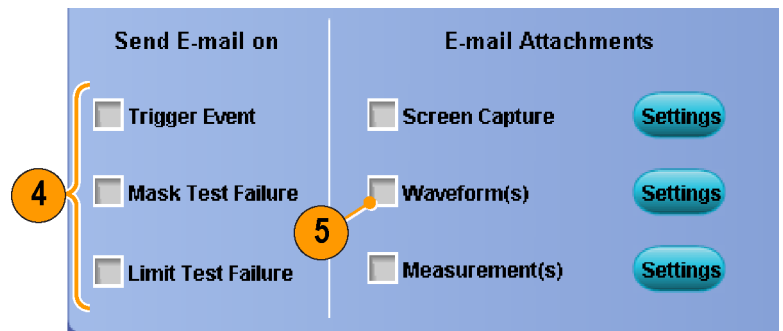 Send E-mail on
E-mail Attachments
Trigger Event
Screen Capture
Settings
4
Mask Test Failure
Waveform(s)
Settings
5
Limit Test Failure
Measurement(s)
Settings